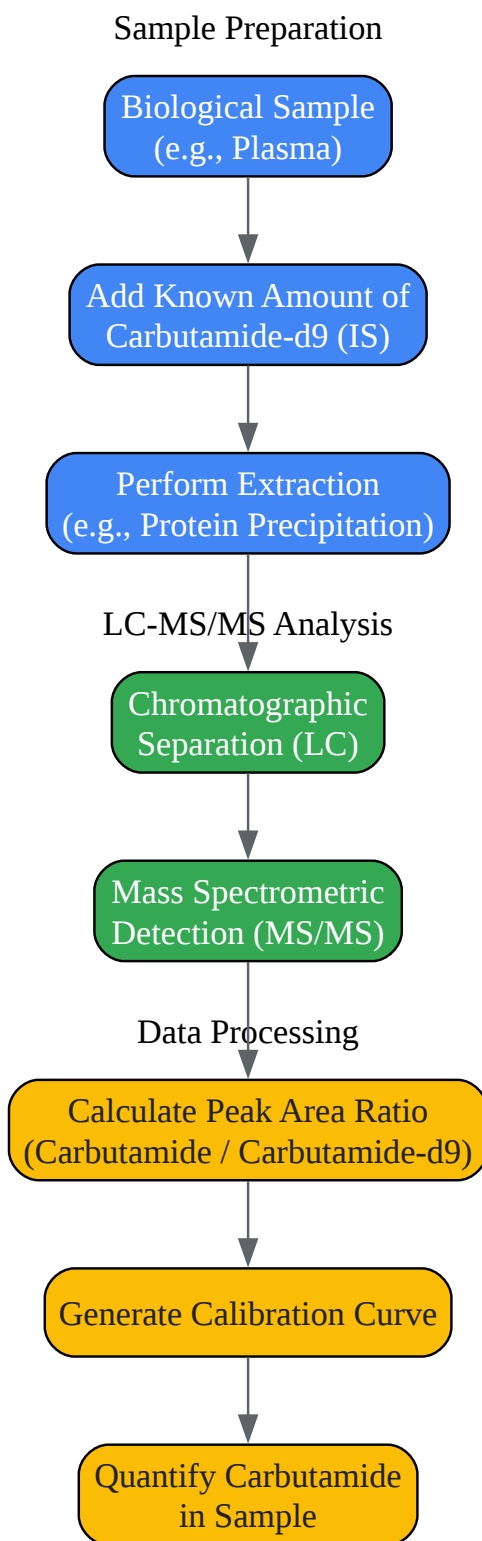 Sample Preparation
Biological Sample
(e.g., Plasma)
Add Known Amount of
Carbutamide-d9 (IS)
Perform Extraction
(e.g., Protein Precipitation)
LC-MS/MS Analysis
Chromatographic
Separation (LC)
Mass Spectrometric
Detection (MS/MS)
Data Processing
Calculate Peak Area Ratio
(Carbutamide / Carbutamide-d9)
Generate Calibration Curve
Quantify Carbutamide
in Sample